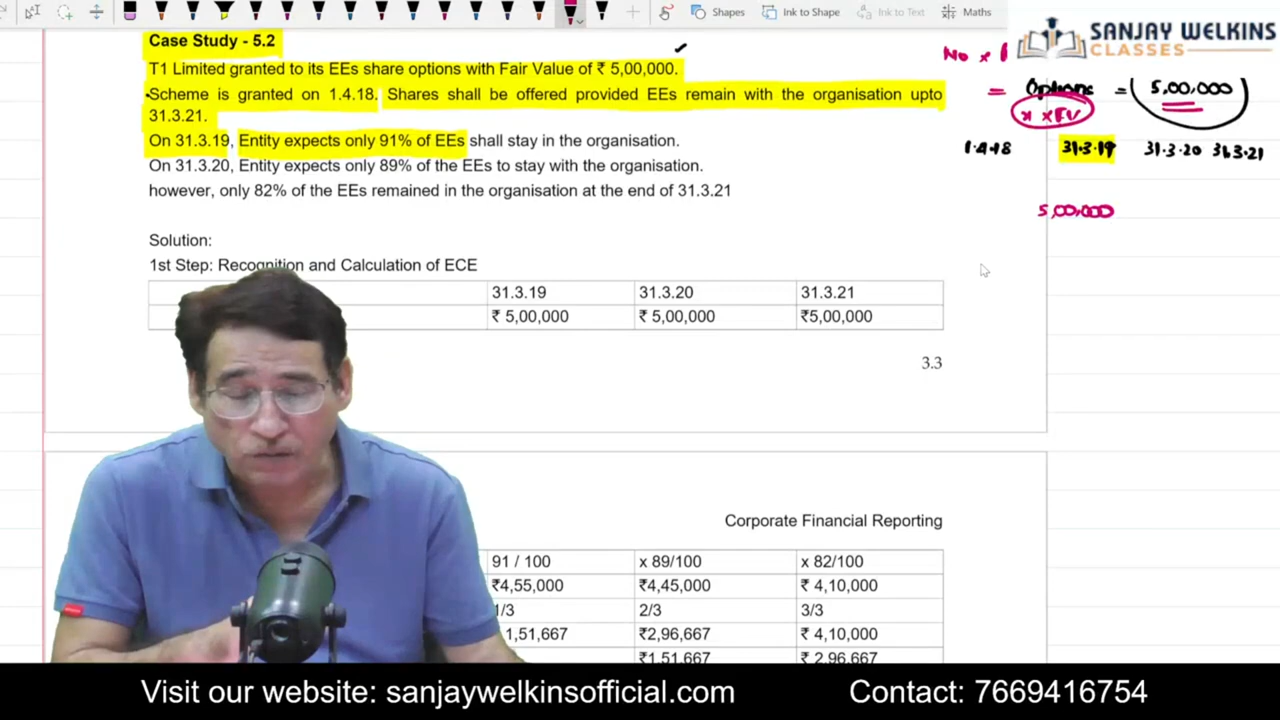 Shapes
Ink to Shape
Ink to Text
Maths
SANJAY WELKINS
CLASSES
Case Study - 5.2
T1 Limited granted to its EEs share options with Fair Value of ₹ 5,00,000.
Scheme is granted on 1.4.18. Shares shall be offered provided EEs remain with the organisation upto
31.3.21.
On 31.3.19, Entity expects only 91% of EEs shall stay in the organisation.
On 31.3.20, Entity expects only 89% of the EEs to stay with the organisation.
however, only 82% of the EEs remained in the organisation at the end of 31.3.21
No x
= Options = 5,00,000
x FV
1.4.18 31.3.19 31.3.20 31.3.21
5,00,000
Solution:
1st Step: Recognition and Calculation of ECE
31.3.19 31.3.20 31.3.21
₹ 5,00,000 ₹ 5,00,000 ₹5,00,000
3.3
Corporate Financial Reporting
91 / 100 x 89/100 x 82/100
₹4,55,000 ₹4,45,000 ₹ 4,10,000
1/3 2/3 3/3
1,51,667 ₹2,96,667 ₹ 4,10,000
₹1,51,667 ₹ 2,96,667
Visit our website: sanjaywelkinsofficial.com Contact: 7669416754